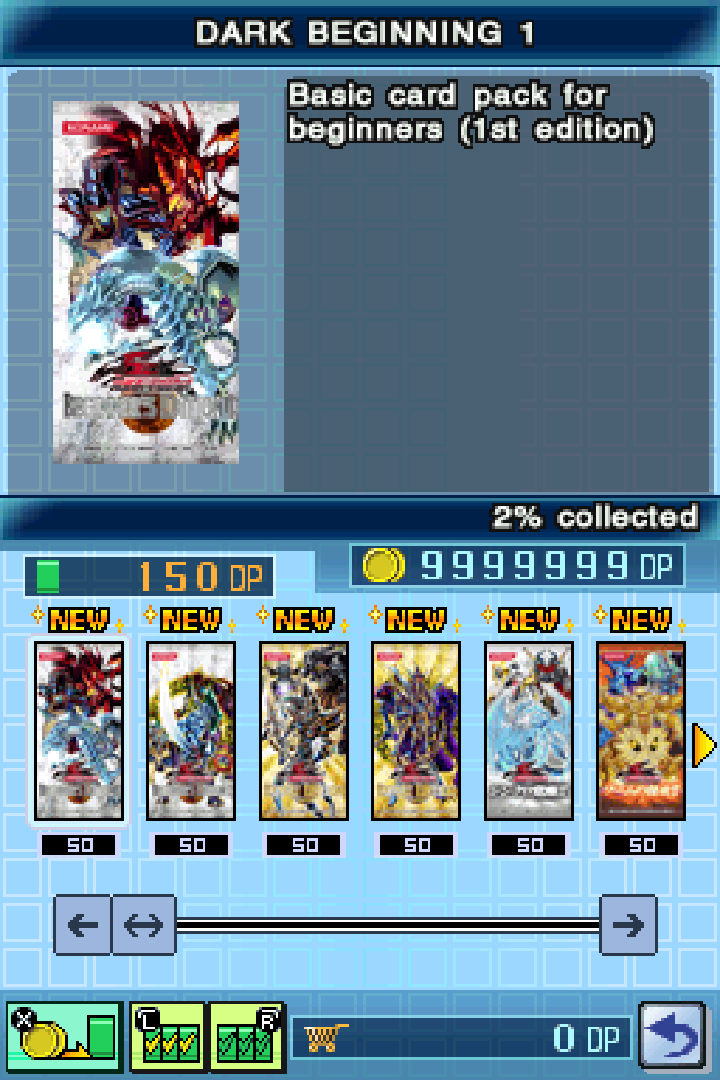 DARK BEGINNING 1
KONAMI
Basic card pack for
beginners (1st edition)
2% collected
150 DP
9999999 DP
NEW NEW NEW NEW NEW NEW
50 50 50 50 50 50
X L R
0 DP